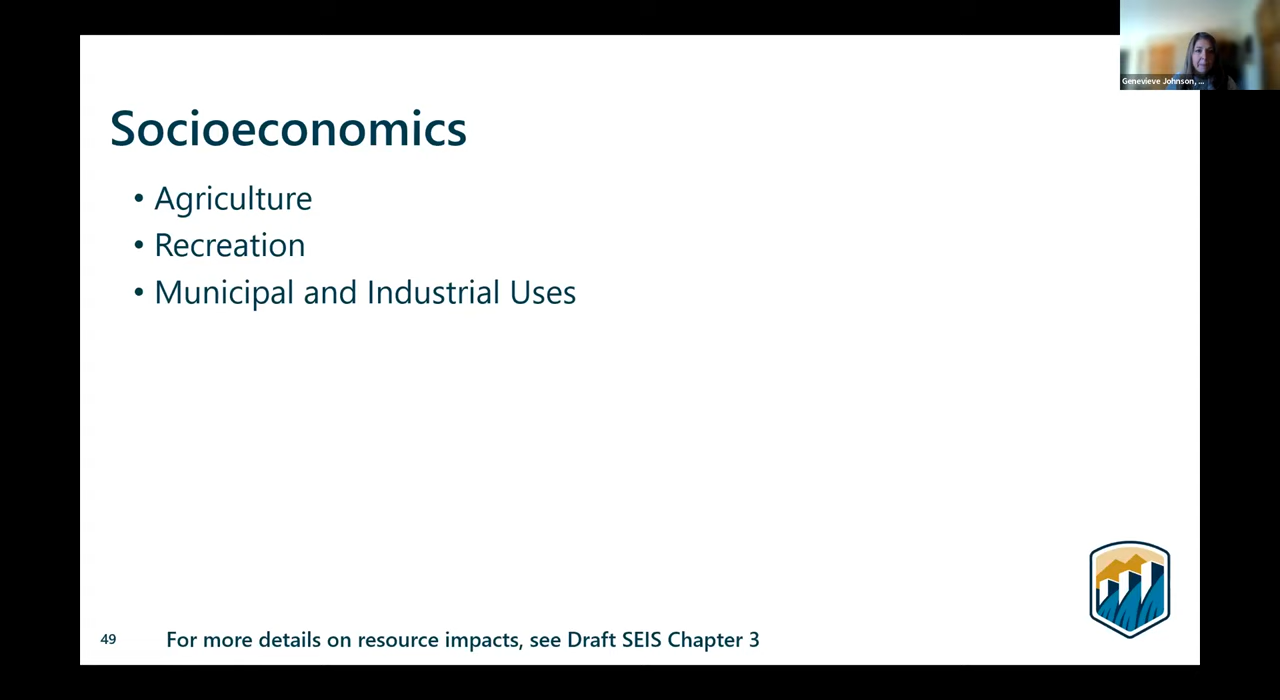 Genevieve Johnson, ...
Socioeconomics
• Agriculture
• Recreation
• Municipal and Industrial Uses
49
For more details on resource impacts, see Draft SEIS Chapter 3